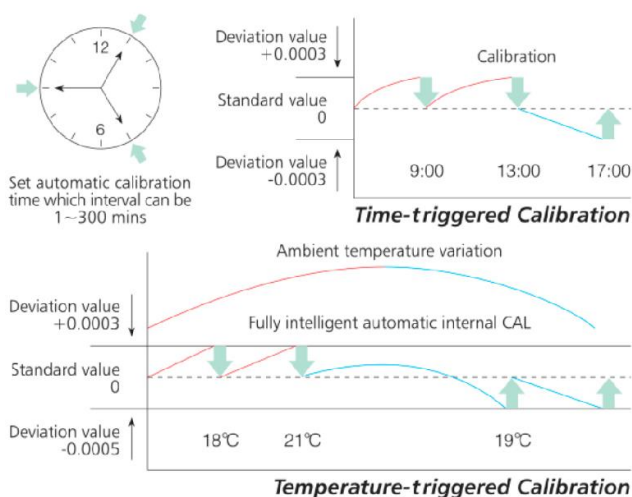 12
6
Set automatic calibration
time which interval can be
1~300 mins
Deviation value
+0.0003
Calibration
Standard value
0
Deviation value
-0.0003
9:00
13:00
17:00
Time-triggered Calibration
Ambient temperature variation
Deviation value
+0.0003
Fully intelligent automatic internal CAL
Standard value
0
Deviation value
-0.0005
18℃
21℃
19℃
Temperature-triggered Calibration